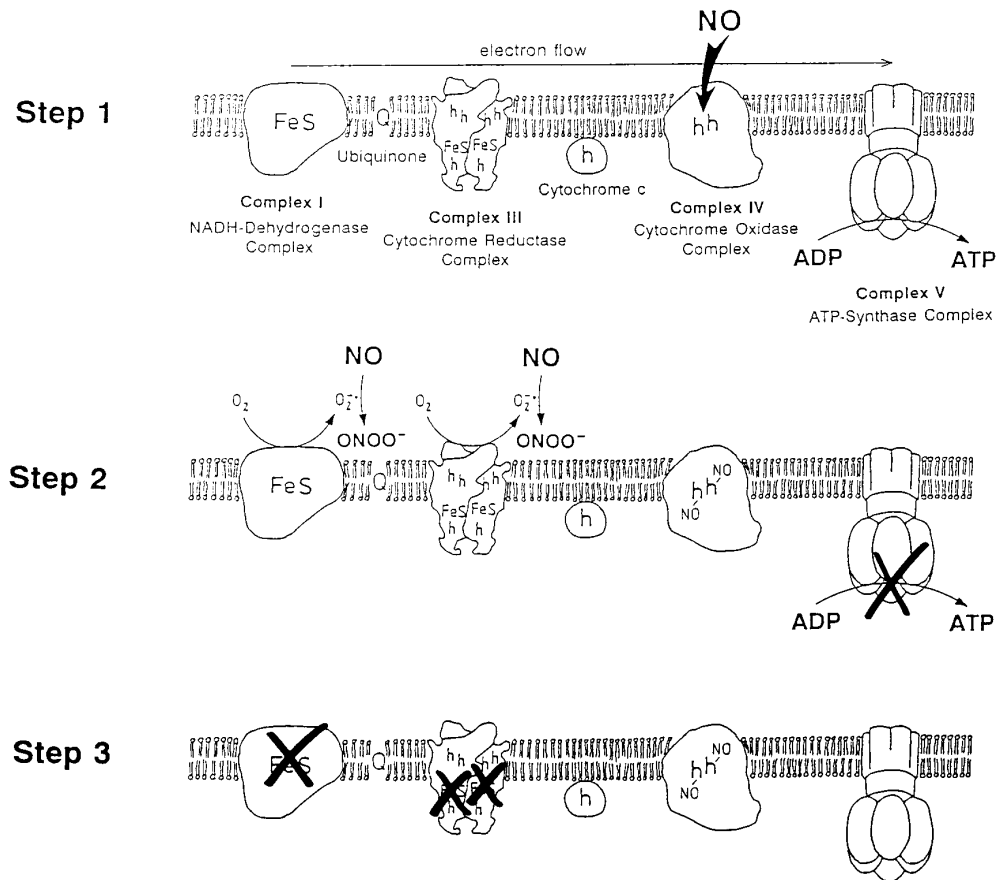 NO
electron flow
Step 1
FeS
Q
h h
h h
FeS FeS
h h
h
h h
Ubiquinone
Cytochrome c
Complex I
NADH-Dehydrogenase
Complex
Complex III
Cytochrome Reductase
Complex
Complex IV
Cytochrome Oxidase
Complex
ADP
ATP
Complex V
ATP-Synthase Complex
NO
NO
O₂
O₂⁻·
O₂
O₂⁻·
ONOO⁻
ONOO⁻
Step 2
FeS
Q
h h
h h
FeS FeS
h h
h
NO
h h
NO
ADP
ATP
Step 3
FeS
Q
h h
h h
h
h
NO
h h
NO